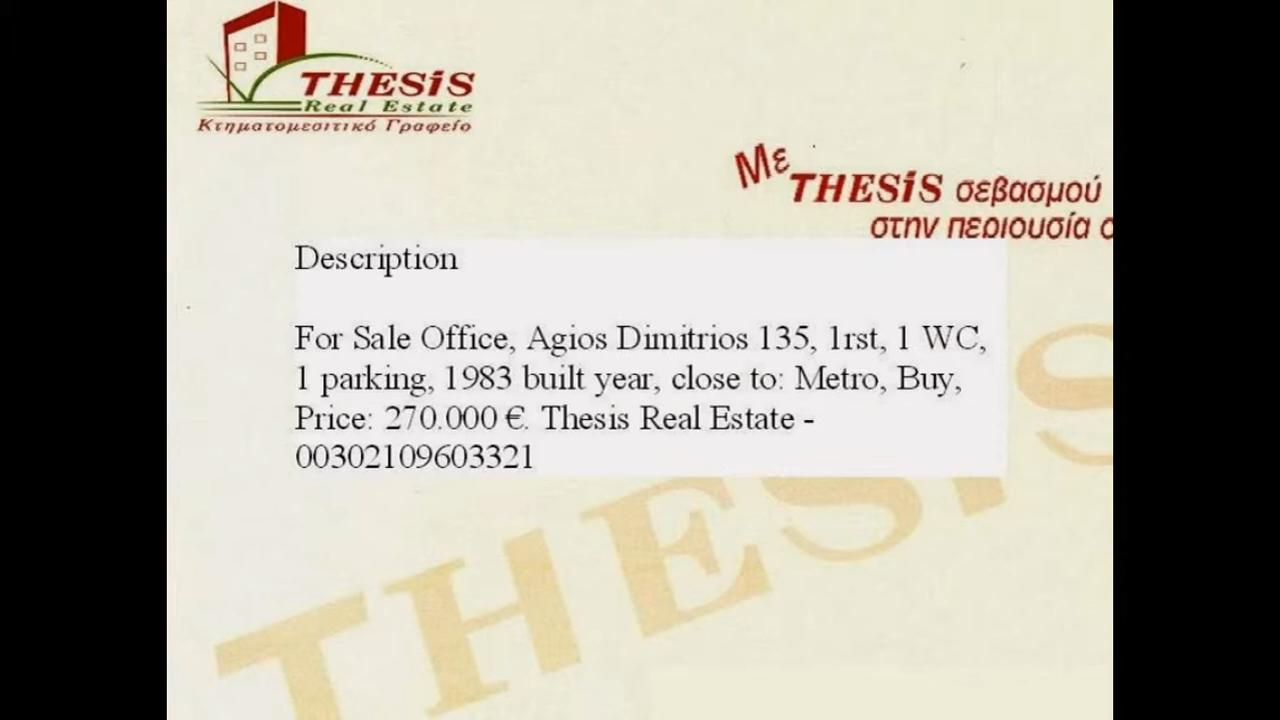 THESiS
Real Estate
Κτηματομεσιτικό Γραφείο
Με
THESiS σεβασμού
στην περιουσία σ
Description
For Sale Office, Agios Dimitrios 135, 1rst, 1 WC,
1 parking, 1983 built year, close to: Metro, Buy,
Price: 270.000 €. Thesis Real Estate -
00302109603321
THESiS